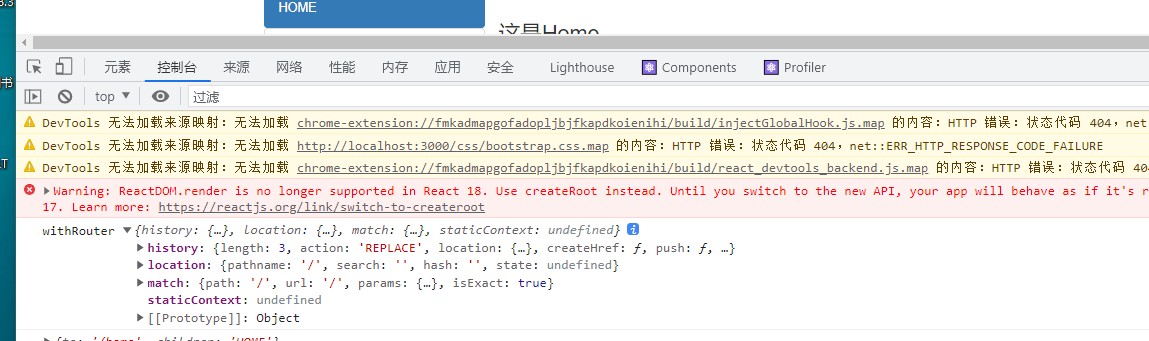 3.3
HOME
这是Home
书
元素 控制台 来源 网络 性能 内存 应用 安全 Lighthouse Components Profiler
top 过滤
DevTools 无法加载来源映射：无法加载 chrome-extension://fmkadmapgofadopljbjfkapdkoienihi/build/injectGlobalHook.js.map 的内容：HTTP 错误：状态代码 404，net
DevTools 无法加载来源映射：无法加载 http://localhost:3000/css/bootstrap.css.map 的内容：HTTP 错误：状态代码 404，net::ERR_HTTP_RESPONSE_CODE_FAILURE
DevTools 无法加载来源映射：无法加载 chrome-extension://fmkadmapgofadopljbjfkapdkoienihi/build/react_devtools_backend.js.map 的内容：HTTP 错误：状态代码 404
Warning: ReactDOM.render is no longer supported in React 18. Use createRoot instead. Until you switch to the new API, your app will behave as if it's r
17. Learn more: https://reactjs.org/link/switch-to-createroot
withRouter {history: {…}, location: {…}, match: {…}, staticContext: undefined}
history: {length: 3, action: 'REPLACE', location: {…}, createHref: ƒ, push: ƒ, …}
location: {pathname: '/', search: '', hash: '', state: undefined}
match: {path: '/', url: '/', params: {…}, isExact: true}
staticContext: undefined
[[Prototype]]: Object
{to: '/home', children: 'HOME'}